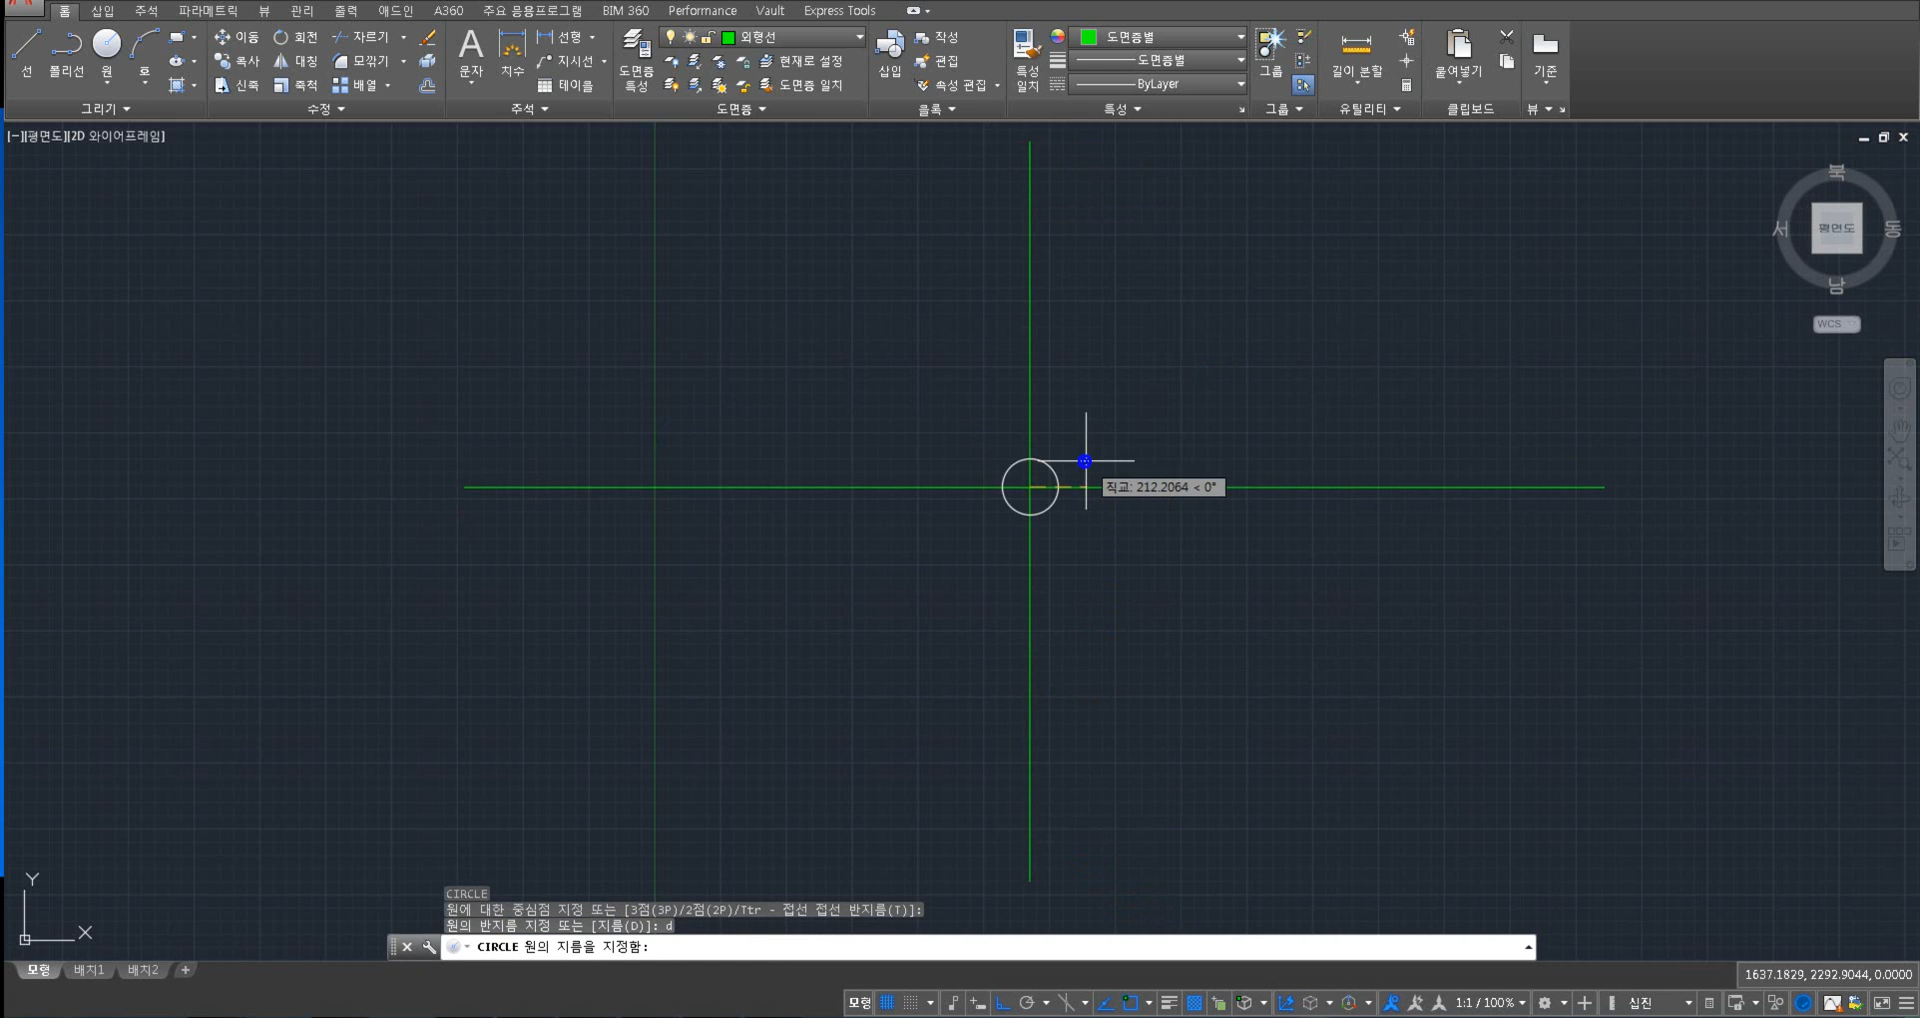 홈 삽입 주석 파라메트릭 뷰 관리 출력 애드인 A360 주요 응용프로그램 BIM 360 Performance Vault Express Tools
이동 회전 자르기 선형 외형선 작성 도면층별
선 폴리선 원 호 복사 대칭 모깎기 문자 치수 지시선 도면층 특성 현재로 설정 삽입 편집 특성 일치 도면층별 그룹 길이 분할 붙여넣기 기준
신축 축척 배열 테이블 도면층 일치 속성 편집 ByLayer
그리기 수정 주석 도면층 블록 특성 그룹 유틸리티 클립보드 뷰
[-][평면도][2D 와이어프레임]
북
서 평면도 동
남
WCS
직교: 212.2064 < 0°
Y
X
CIRCLE
원에 대한 중심점 지정 또는 [3점(3P)/2점(2P)/Ttr - 접선 접선 반지름(T)]:
원의 반지름 지정 또는 [지름(D)]: d
CIRCLE 원의 지름을 지정함:
모형 배치1 배치2 +
1637.1829, 2292.9044, 0.0000
모형 1:1 / 100% 십진